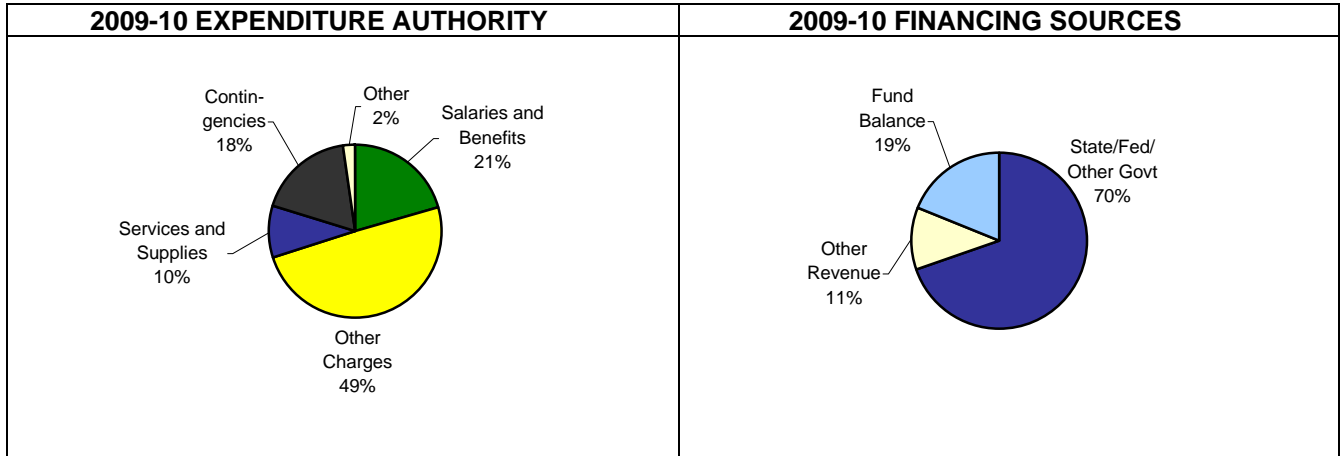 2009-10 EXPENDITURE AUTHORITY
Contin-
gencies
18%
Other
2%
Salaries and
Benefits
21%
Services and
Supplies
10%
Other
Charges
49%
2009-10 FINANCING SOURCES
Fund
Balance
19%
State/Fed/
Other Govt
70%
Other
Revenue
11%